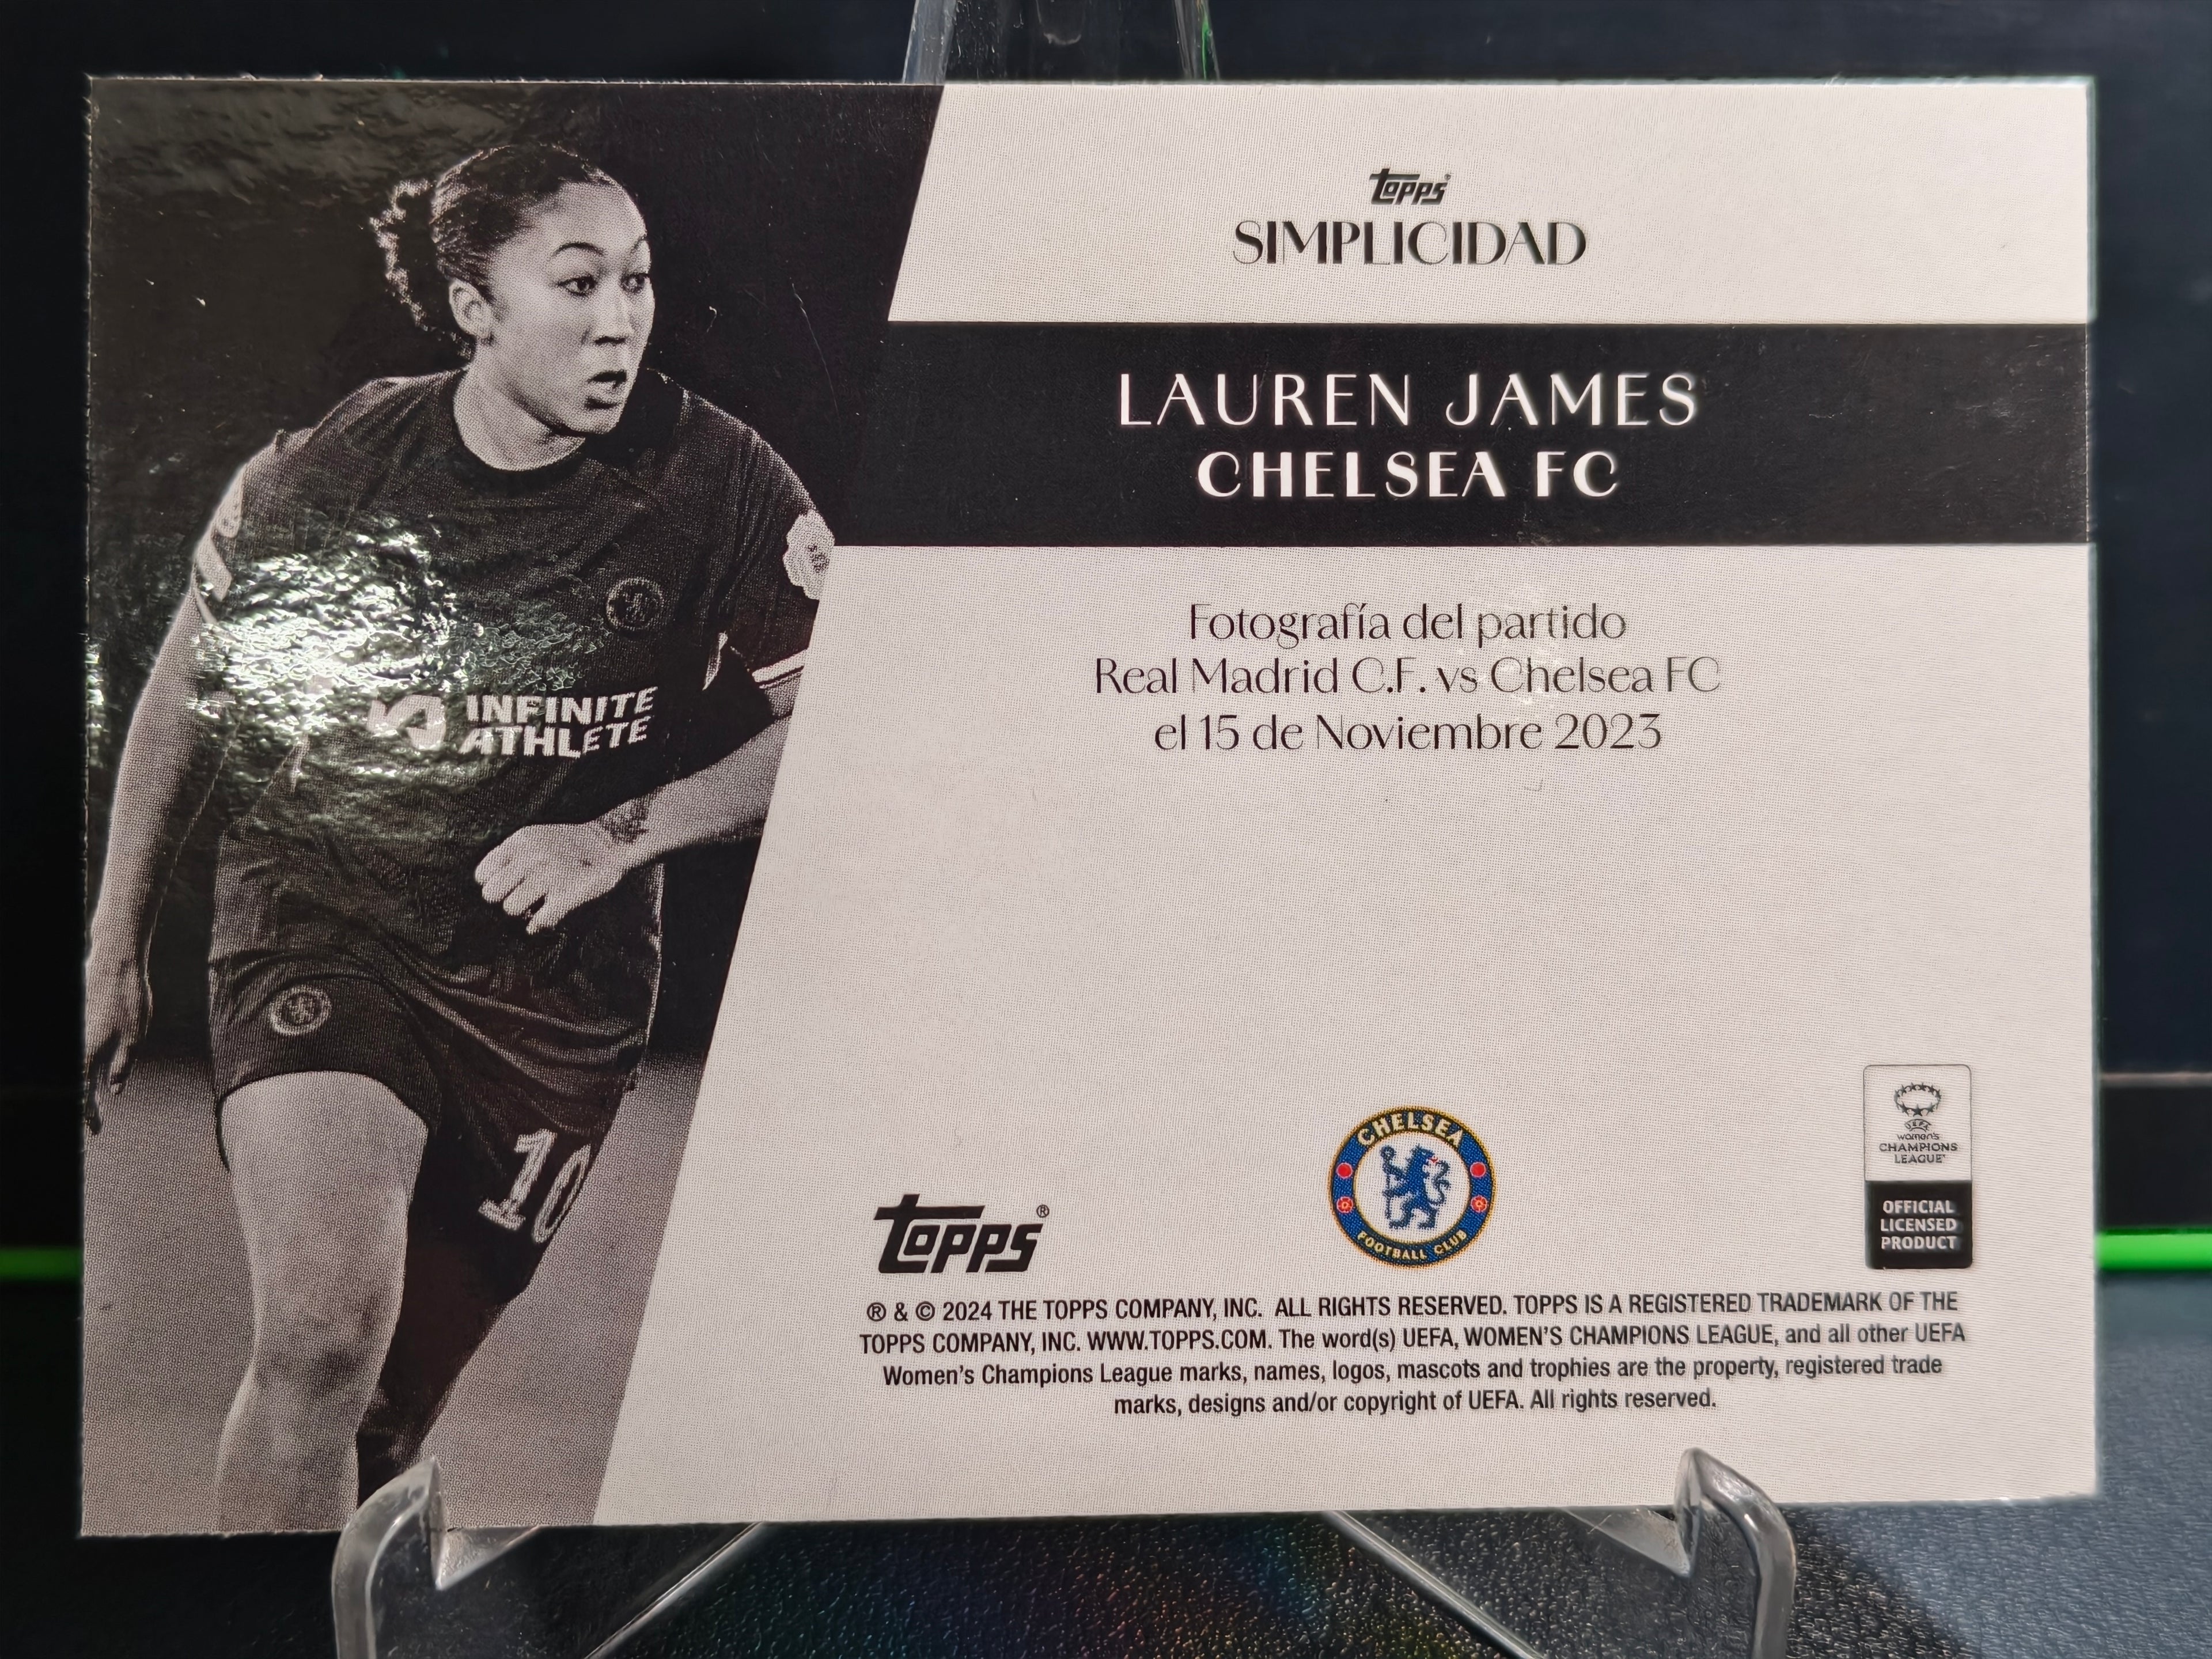 topps
SIMPLICIDAD
LAUREN JAMES
CHELSEA FC
Fotografía del partido
Real Madrid C.F. vs Chelsea FC
el 15 de Noviembre 2023
INFINITE
ATHLETE
10
topps®
CHELSEA
FOOTBALL CLUB
UEFA
women's
CHAMPIONS
LEAGUE
OFFICIAL
LICENSED
PRODUCT
® & © 2024 THE TOPPS COMPANY, INC. ALL RIGHTS RESERVED. TOPPS IS A REGISTERED TRADEMARK OF THE
TOPPS COMPANY, INC. WWW.TOPPS.COM. The word(s) UEFA, WOMEN'S CHAMPIONS LEAGUE, and all other UEFA
Women's Champions League marks, names, logos, mascots and trophies are the property, registered trade
marks, designs and/or copyright of UEFA. All rights reserved.